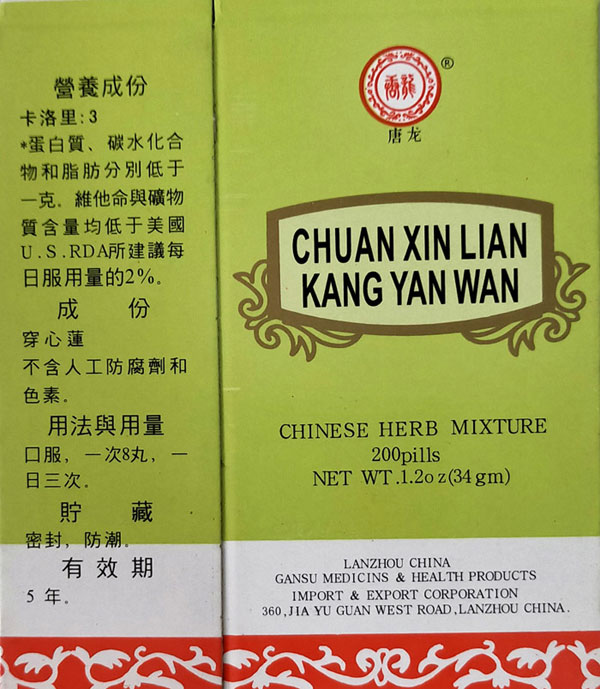 營養成份
卡洛里:3
*蛋白質、碳水化合
物和脂肪分別低于
一克。維他命與礦物
質含量均低于美國
U.S.RDA所建議每
日服用量的2%。
成 份
穿心蓮
不含人工防腐劑和
色素.
用法與用量
口服,一次8丸,一
日三次。
貯 藏
密封,防潮。
有效期
5 年。
®
唐龙
CHUAN XIN LIAN
KANG YAN WAN
CHINESE HERB MIXTURE
200pills
NET WT.1.2oz(34gm)
LANZHOU CHINA
GANSU MEDICINS & HEALTH PRODUCTS
IMPORT & EXPORT CORPORATION
360,JIA YU GUAN WEST ROAD,LANZHOU CHINA.